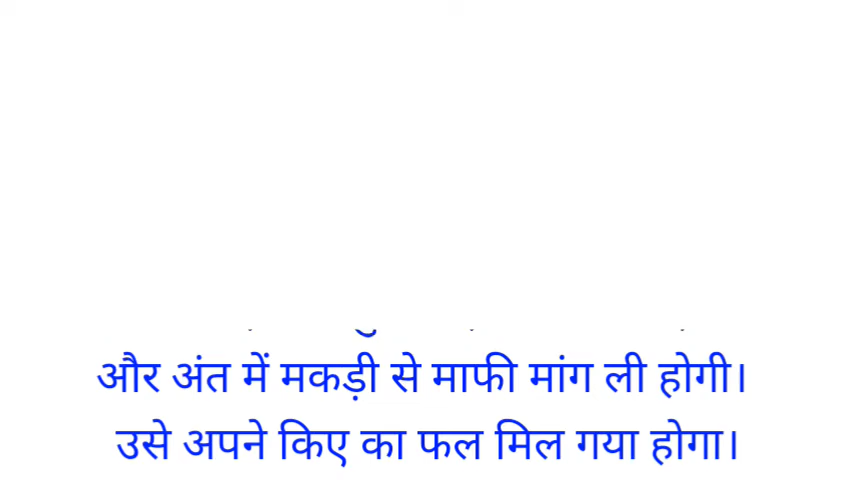 और अंत में मकड़ी से माफी मांग ली होगी।
उसे अपने किए का फल मिल गया होगा।